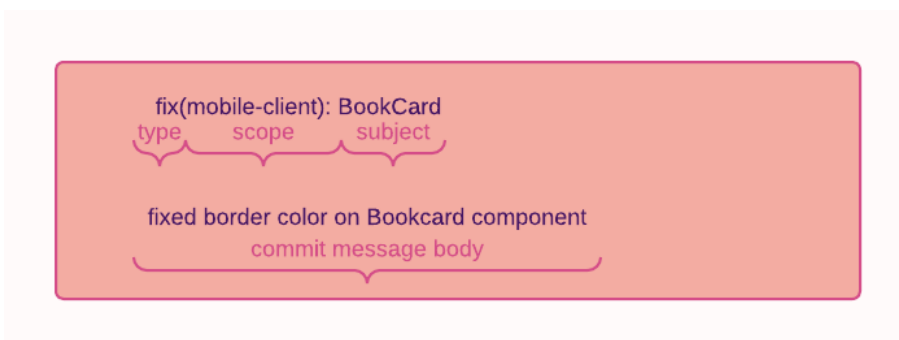 fix(mobile-client): BookCard
type scope subject
fixed border color on Bookcard component
commit message body